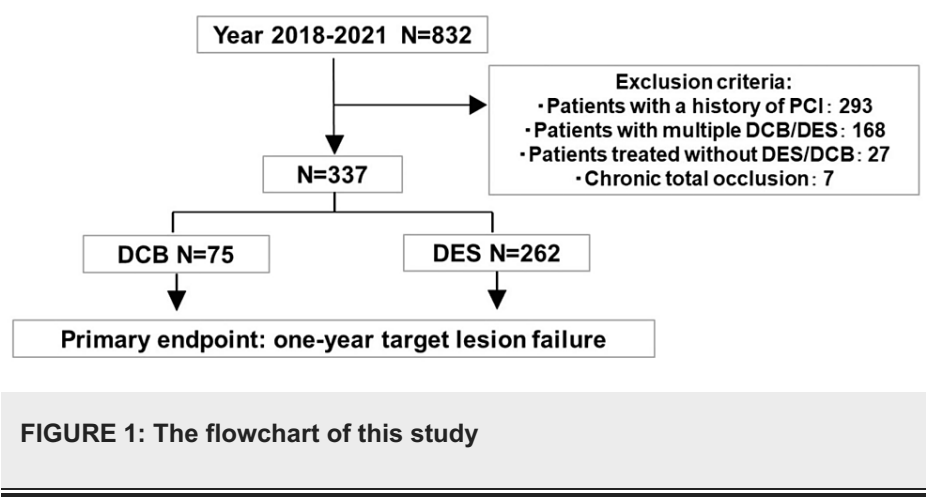 Year 2018-2021 N=832
Exclusion criteria:
・Patients with a history of PCI: 293
・Patients with multiple DCB/DES: 168
・Patients treated without DES/DCB: 27
・Chronic total occlusion: 7
N=337
DCB N=75
DES N=262
Primary endpoint: one-year target lesion failure
FIGURE 1: The flowchart of this study